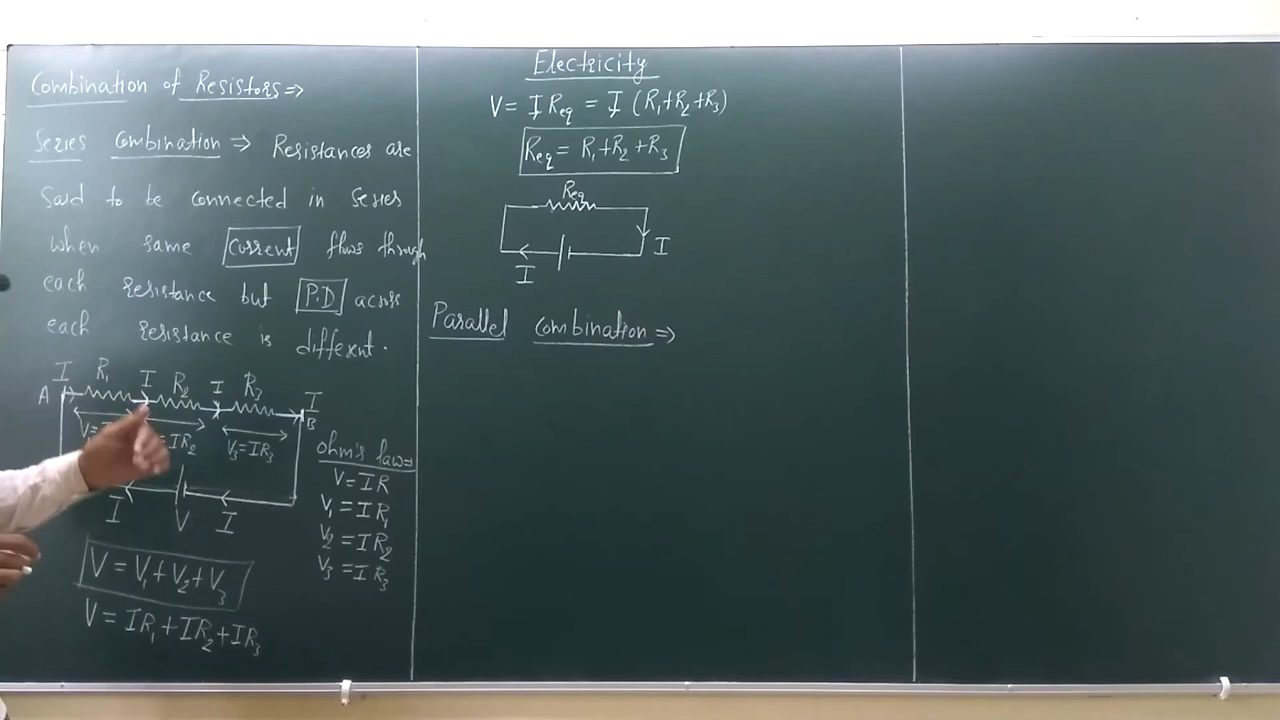 Combination of Resistors ⇒
Series Combination ⇒ Resistances are
said to be connected in series
when same current flows through
each resistance but P.D across
each resistance is different.
I R₁ I R₂ I R₃ I
A B
IR₂ V₃=IR₃
I V I
V = V₁+V₂+V₃
V = IR₁+IR₂+IR₃
ohm's law⇒
V=IR
V₁=IR₁
V₂=IR₂
V₃=IR₃
Electricity
V= I Req = I (R₁+R₂+R₃)
Req = R₁+R₂+R₃
Req
I
I
Parallel Combination ⇒